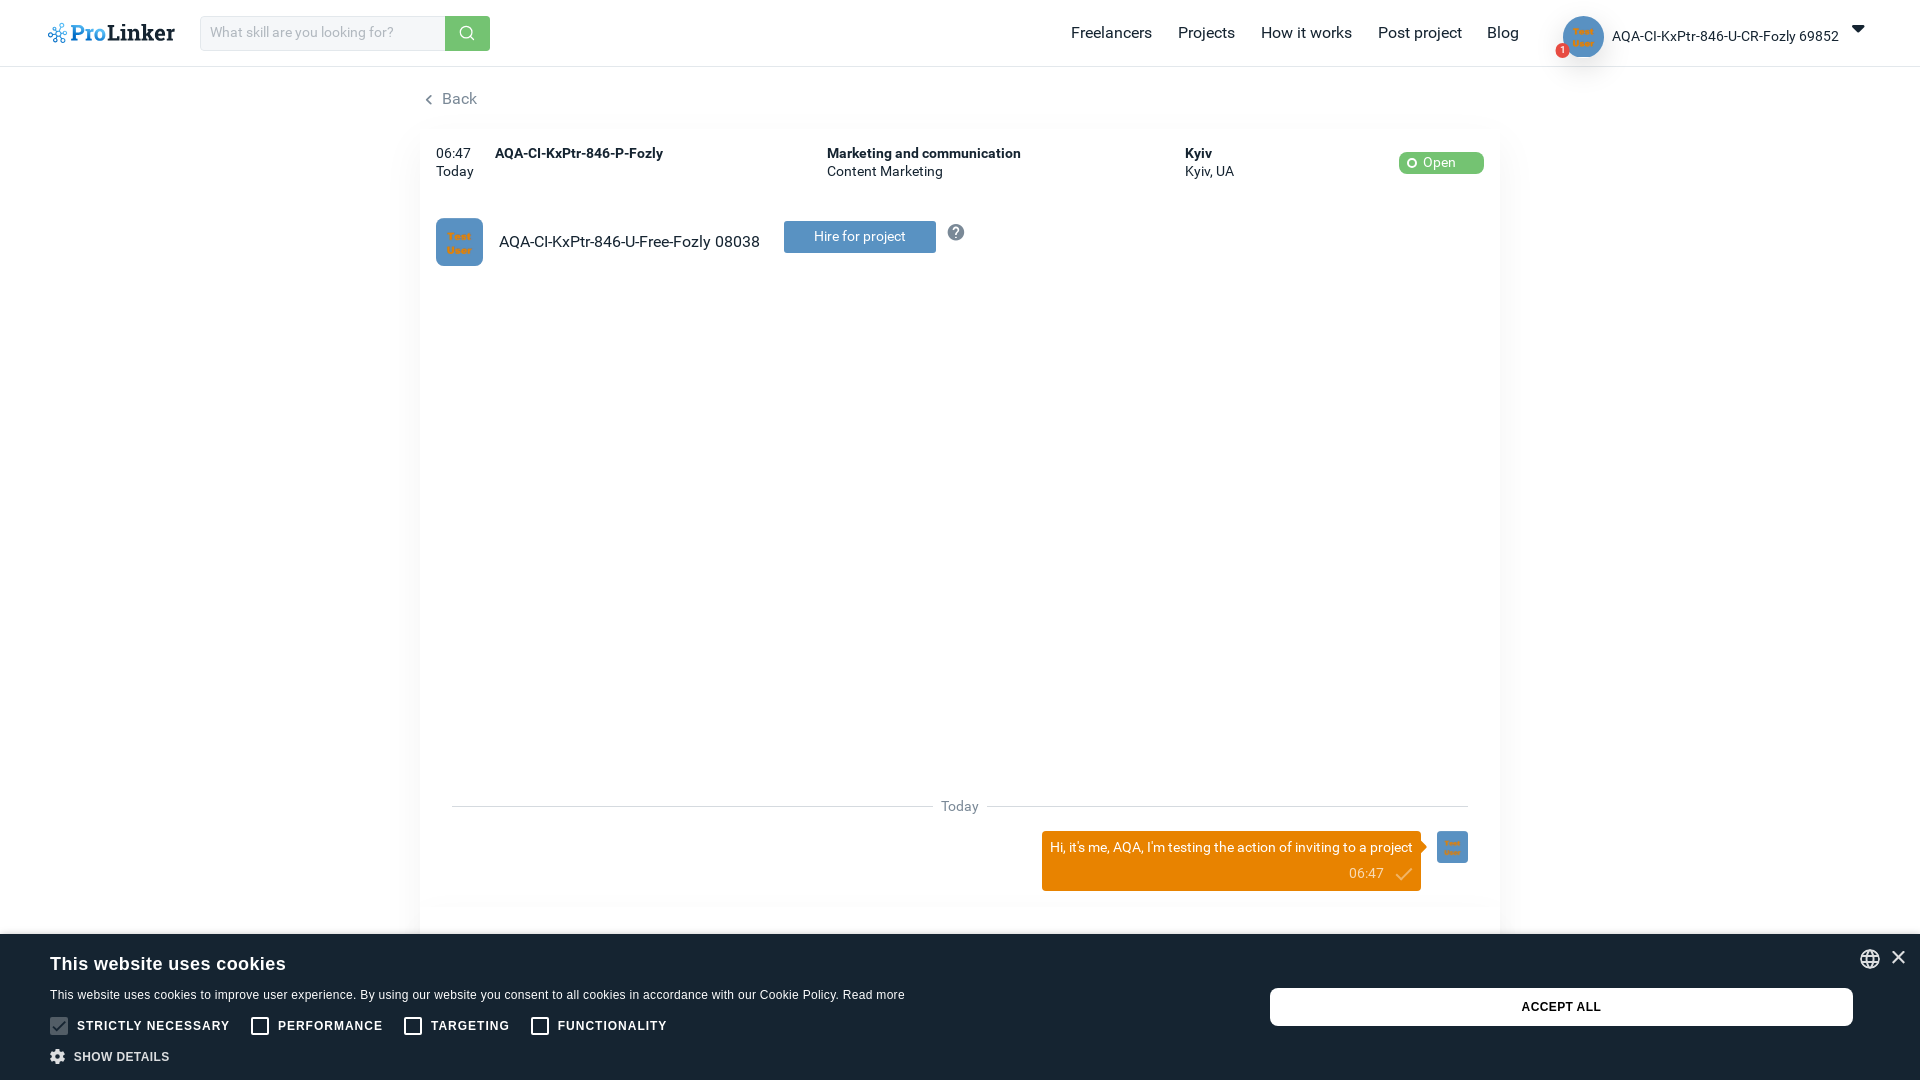 ProLinker
What skill are you looking for?
Freelancers Projects How it works Post project Blog
Test User
1
AQA-CI-KxPtr-846-U-CR-Fozly 69852
Back
06:47 AQA-CI-KxPtr-846-P-Fozly Marketing and communication Kyiv
Open
Today Content Marketing Kyiv, UA
Test
User
AQA-CI-KxPtr-846-U-Free-Fozly 08038
Hire for project
?
Today
Hi, it's me, AQA, I'm testing the action of inviting to a project
06:47
This website uses cookies
This website uses cookies to improve user experience. By using our website you consent to all cookies in accordance with our Cookie Policy. Read more
STRICTLY NECESSARY PERFORMANCE TARGETING FUNCTIONALITY
SHOW DETAILS
ACCEPT ALL
×